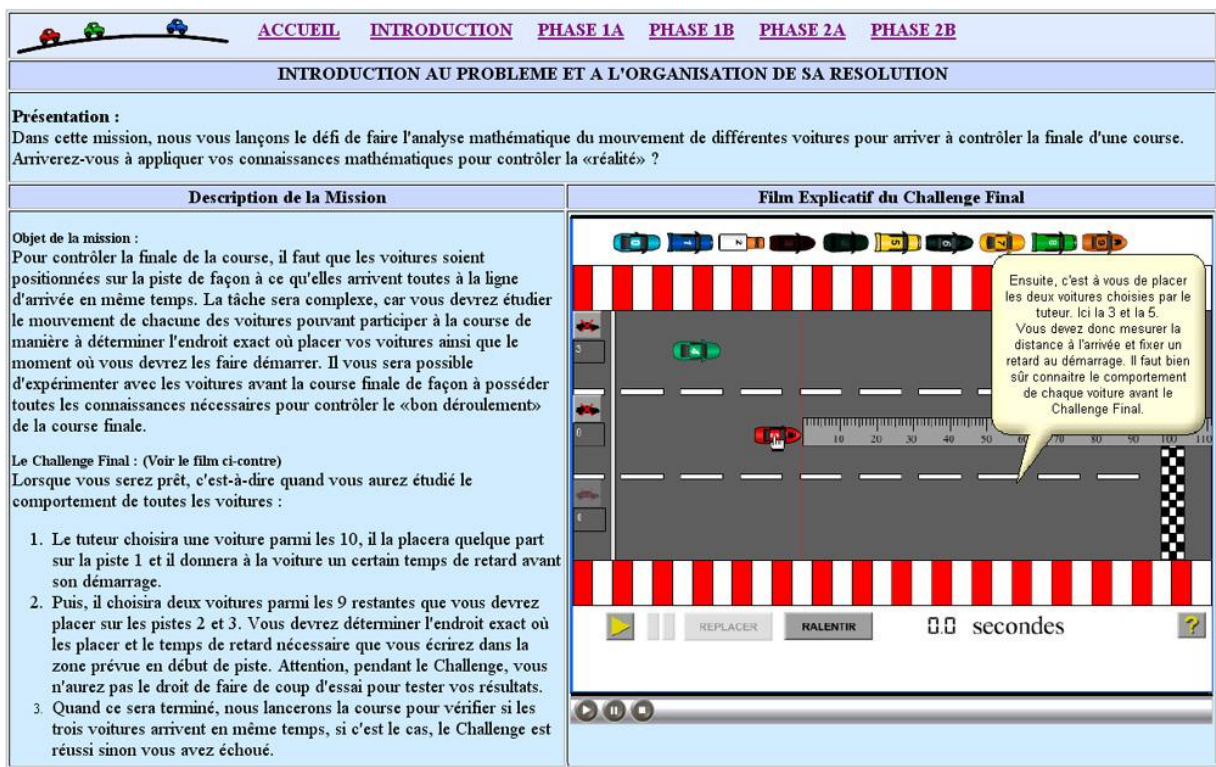 ACCUEIL INTRODUCTION PHASE 1A PHASE 1B PHASE 2A PHASE 2B
INTRODUCTION AU PROBLEME ET A L'ORGANISATION DE SA RESOLUTION
Présentation :
Dans cette mission, nous vous lançons le défi de faire l'analyse mathématique du mouvement de différentes voitures pour arriver à contrôler la finale d'une course.
Arriverez-vous à appliquer vos connaissances mathématiques pour contrôler la «réalité» ?
Description de la Mission
Objet de la mission :
Pour contrôler la finale de la course, il faut que les voitures soient
positionnées sur la piste de façon à ce qu'elles arrivent toutes à la ligne
d'arrivée en même temps. La tâche sera complexe, car vous devrez étudier
le mouvement de chacune des voitures pouvant participer à la course de
manière à déterminer l'endroit exact où placer vos voitures ainsi que le
moment où vous devrez les faire démarrer. Il vous sera possible
d'expérimenter avec les voitures avant la course finale de façon à posséder
toutes les connaissances nécessaires pour contrôler le «bon déroulement»
de la course finale.
Le Challenge Final : (Voir le film ci-contre)
Lorsque vous serez prêt, c'est-à-dire quand vous aurez étudié le
comportement de toutes les voitures :
1. Le tuteur choisira une voiture parmi les 10, il la placera quelque part
sur la piste 1 et il donnera à la voiture un certain temps de retard avant
son démarrage.
2. Puis, il choisira deux voitures parmi les 9 restantes que vous devrez
placer sur les pistes 2 et 3. Vous devrez déterminer l'endroit exact où
les placer et le temps de retard nécessaire que vous écrirez dans la
zone prévue en début de piste. Attention, pendant le Challenge, vous
n'aurez pas le droit de faire de coup d'essai pour tester vos résultats.
3. Quand ce sera terminé, nous lancerons la course pour vérifier si les
trois voitures arrivent en même temps, si c'est le cas, le Challenge est
réussi sinon vous avez échoué.
Film Explicatif du Challenge Final
0 1 2 5 6 7 8 9
Ensuite, c'est à vous de placer
les deux voitures choisies par le
tuteur. Ici la 3 et la 5.
Vous devez donc mesurer la
distance à l'arrivée et fixer un
retard au démarrage. Il faut bien
sûr connaitre le comportement
de chaque voiture avant le
Challenge Final.
3
4
0
10 20 30 40 50 60 70 80 90 100 110
REPLACER RALENTIR 0.0 secondes ?